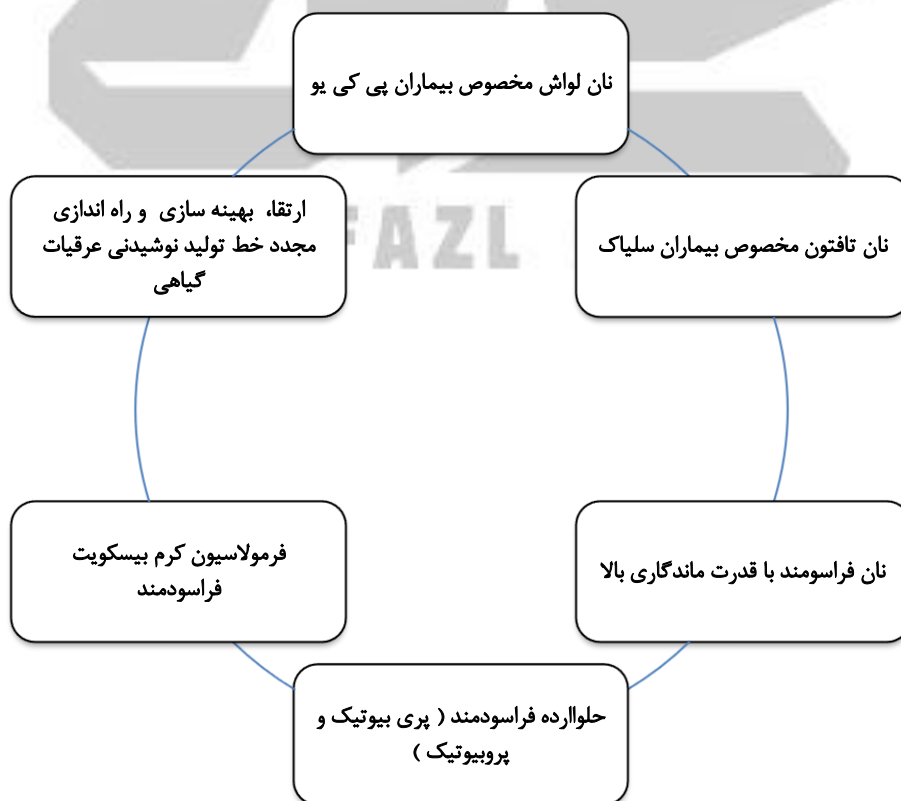 نان لواش مخصوص بیماران پی کی یو
نان تافتون مخصوص بیماران سلیاک
نان فراسومند با قدرت ماندگاری بالا
حلواارده فراسودمند ( پری بیوتیک و
پروبیوتیک )
فرمولاسیون کرم بیسکویت
فراسودمند
ارتقا، بهینه سازی و راه اندازی
مجدد خط تولید نوشیدنی عرقیات
گیاهی
FAZL